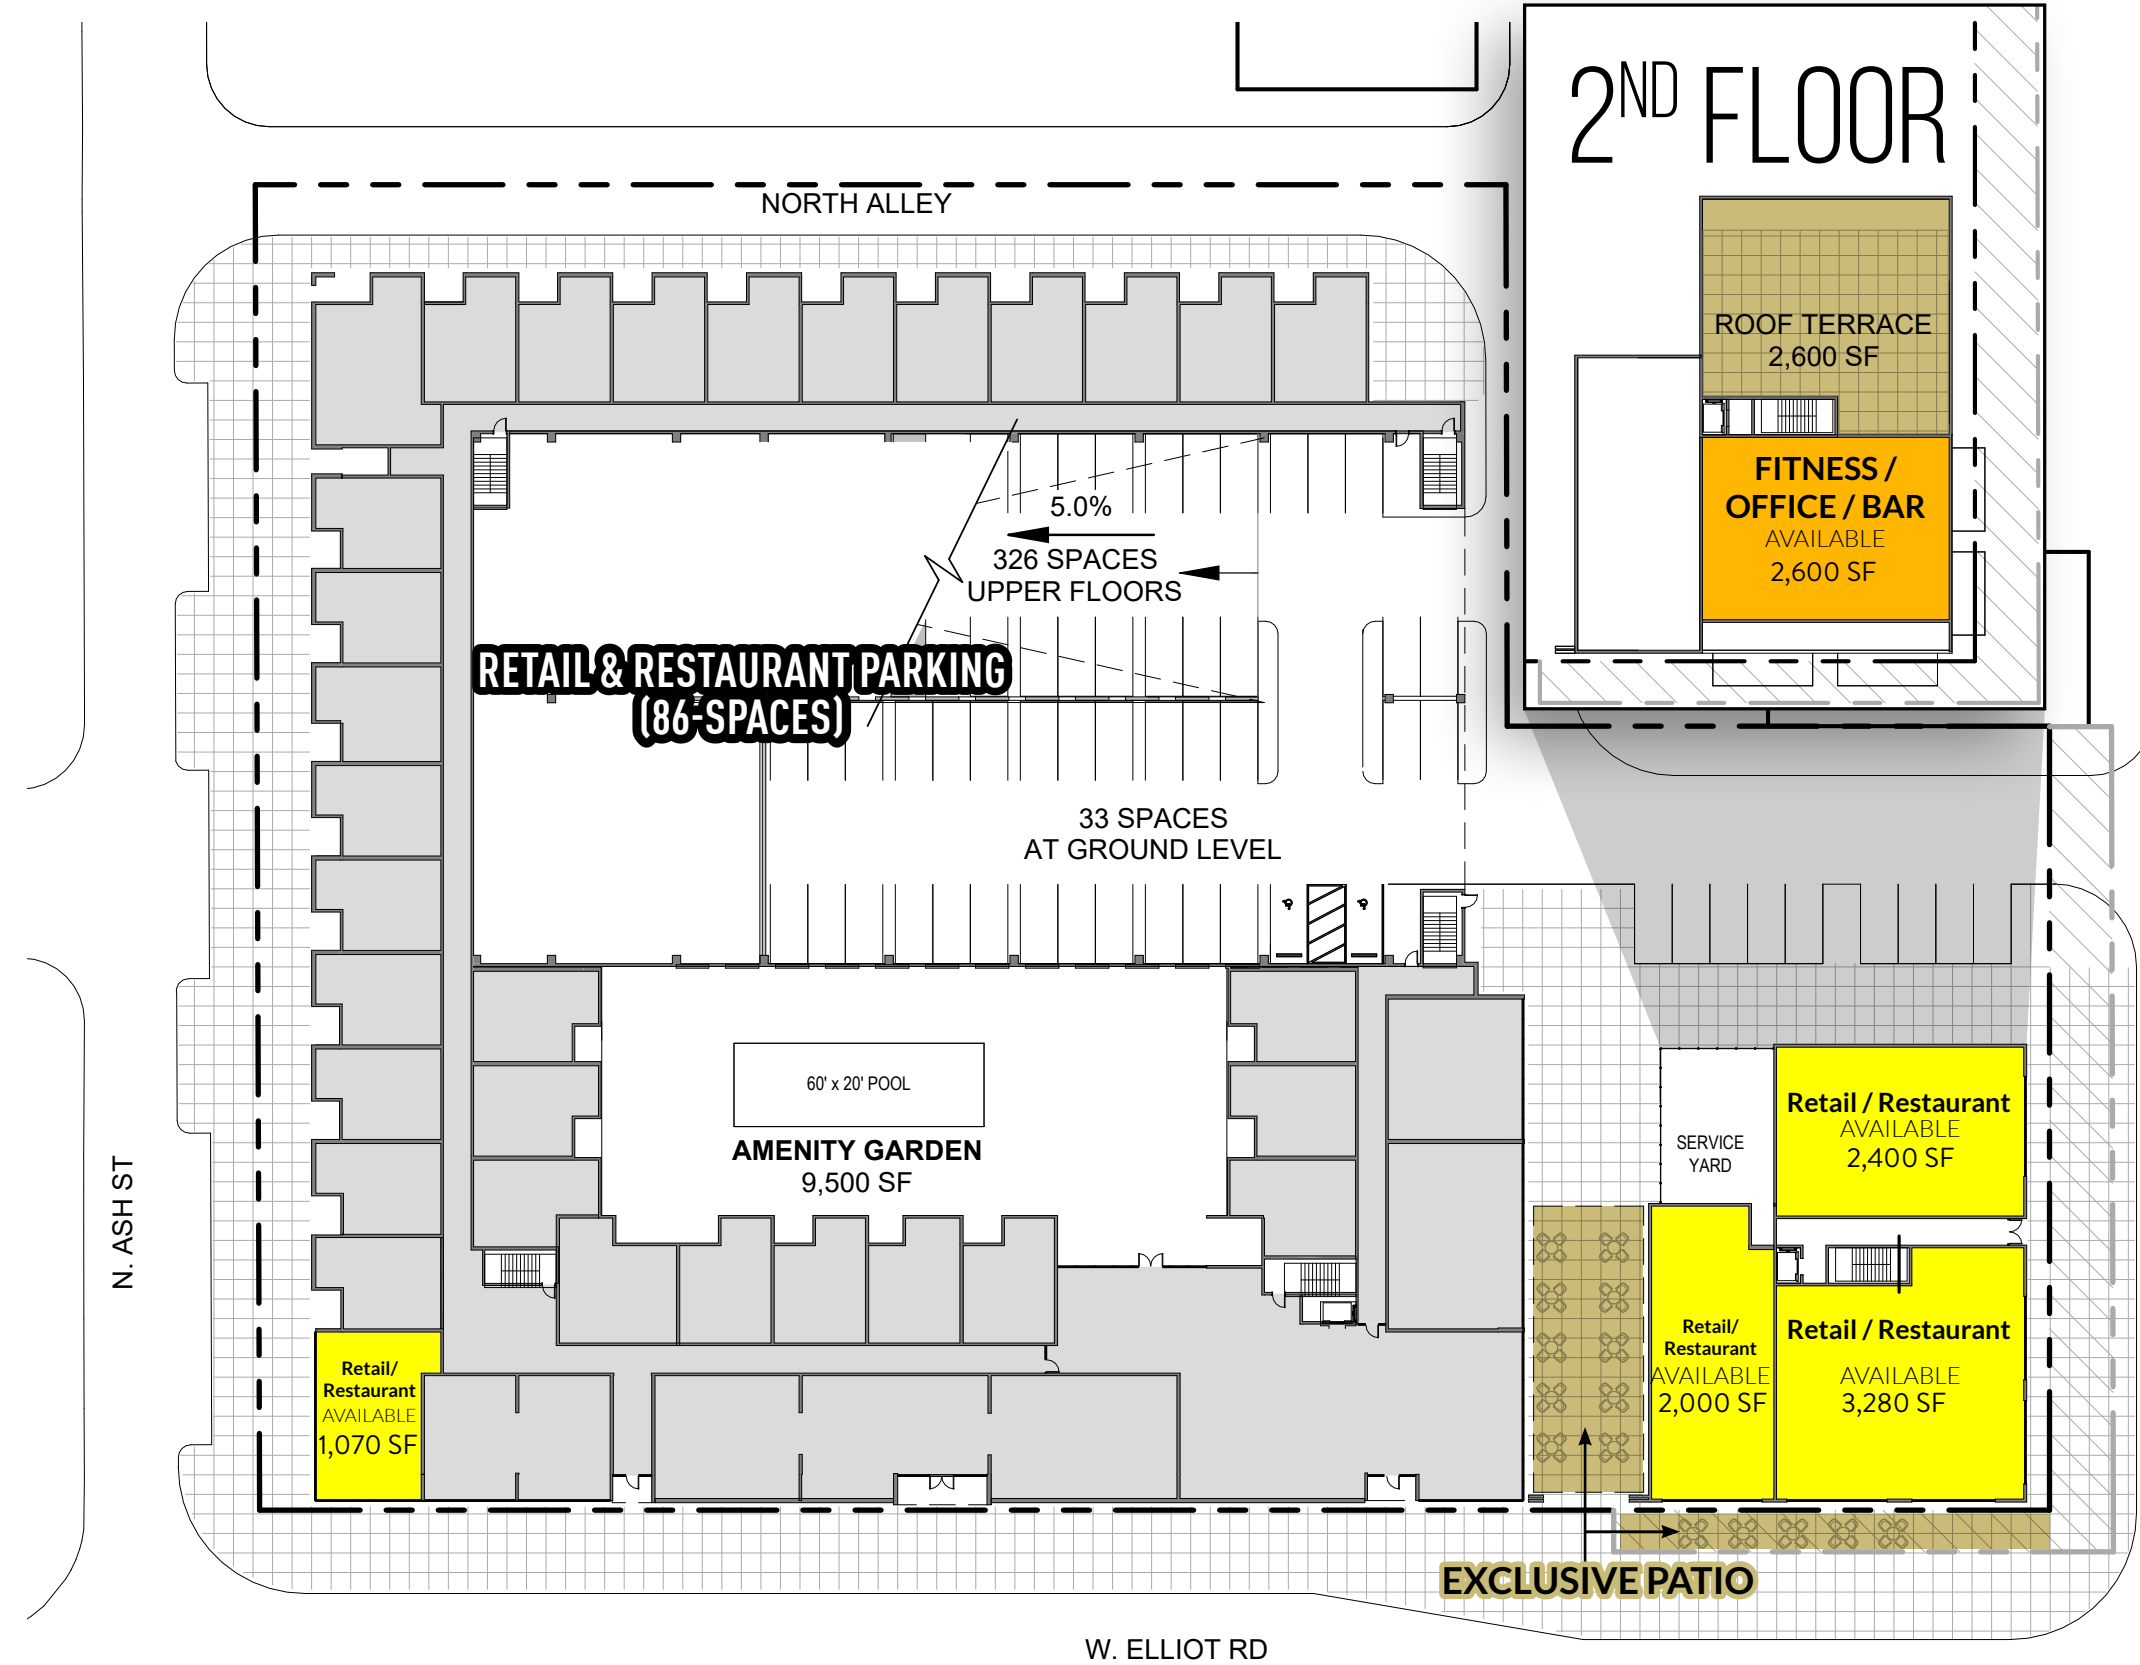 2ND FLOOR
NORTH ALLEY
ROOF TERRACE
2,600 SF
FITNESS /
OFFICE / BAR
AVAILABLE
2,600 SF
5.0%
326 SPACES
UPPER FLOORS
RETAIL & RESTAURANT PARKING
(86-SPACES)
33 SPACES
AT GROUND LEVEL
60' x 20' POOL
AMENITY GARDEN
9,500 SF
SERVICE
YARD
Retail / Restaurant
AVAILABLE
2,400 SF
N. ASH ST
Retail/
Restaurant
AVAILABLE
1,070 SF
Retail/
Restaurant
AVAILABLE
2,000 SF
Retail / Restaurant
AVAILABLE
3,280 SF
EXCLUSIVE PATIO
W. ELLIOT RD